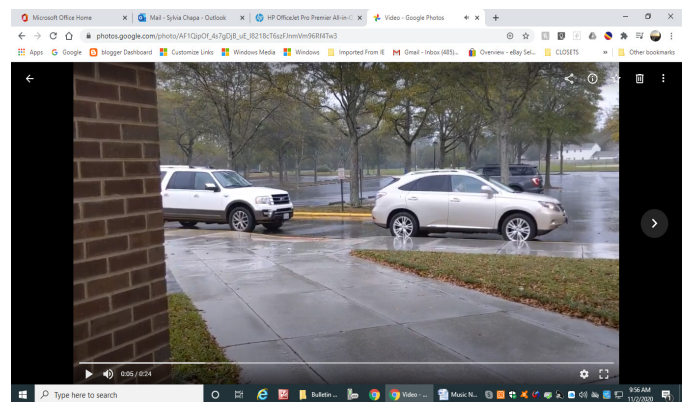 Microsoft Office Home
Mail - Sylvia Chapa - Outlook
HP OfficeJet Pro Premier All-in-O
Video - Google Photos
photos.google.com/photo/
Apps
Google
blogger Dashboard
Customize Links
Windows Media
Windows
Imported From IE
Gmail - Inbox (485)...
Overview - eBay Sel...
CLOSETS
»
Other bookmarks
0:05 / 0:24
Type here to search
Bulletin ...
Video - ...
Music N...
9:56 AM
11/2/2020